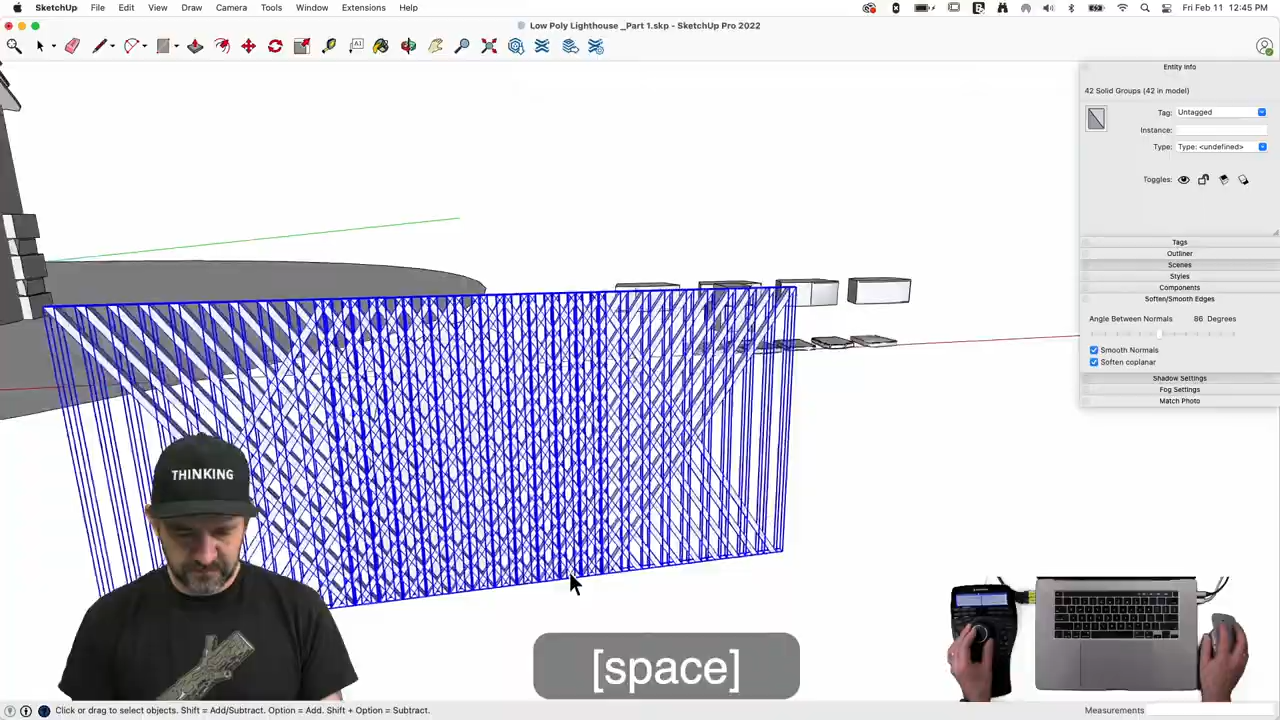 SketchUp File Edit View Draw Camera Tools Window Extensions Help
Fri Feb 11 12:45 PM
Low Poly Lighthouse _Part 1.skp - SketchUp Pro 2022
Entity Info
42 Solid Groups (42 in model)
Tag: Untagged
Instance:
Type: Type: <undefined>
Toggles:
Tags
Outliner
Scenes
Styles
Components
Soften/Smooth Edges
Angle Between Normals 86 Degrees
Smooth Normals
Soften coplanar
Shadow Settings
Fog Settings
Match Photo
THINKING
[space]
Click or drag to select objects. Shift = Add/Subtract. Option = Add. Shift + Option = Subtract.
Measurements